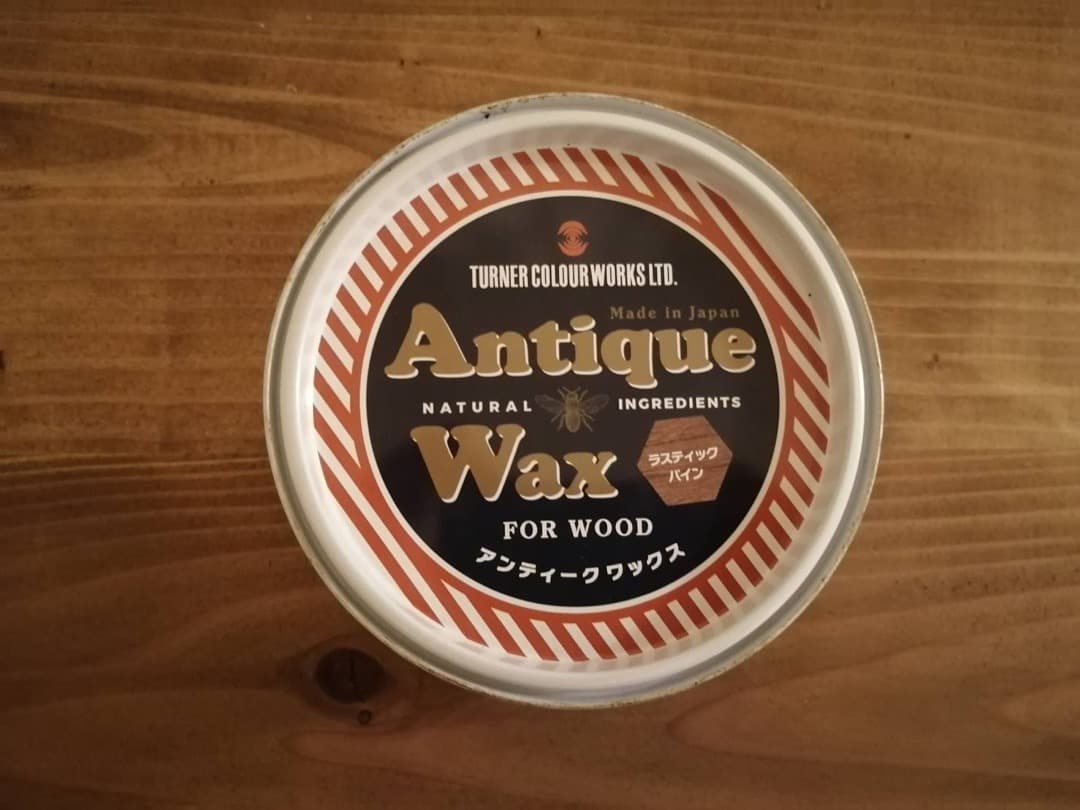 TURNER COLOUR WORKS LTD.
Made in Japan
Antique
NATURAL INGREDIENTS
Wax
ラスティック
パイン
FOR WOOD
アンティークワックス